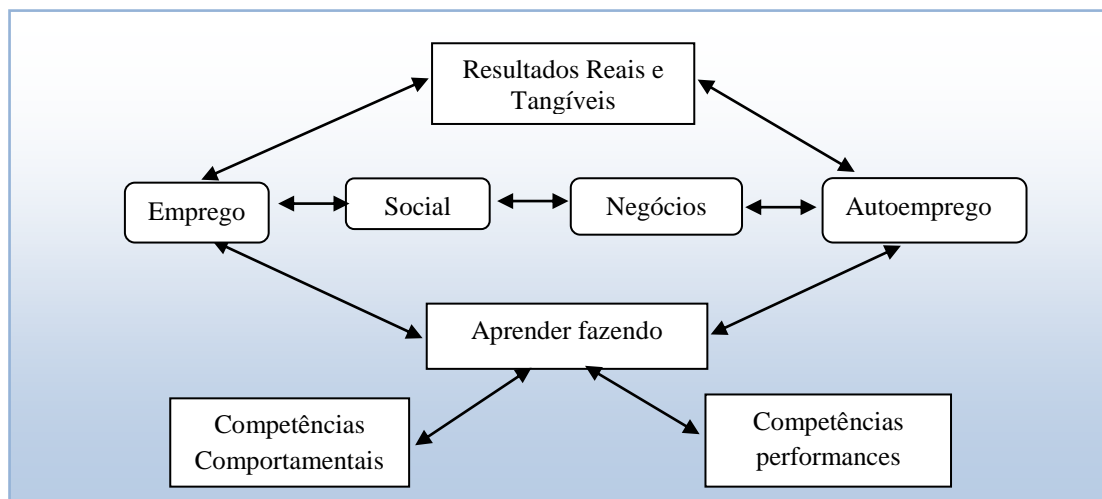 Resultados Reais e
Tangíveis
Emprego
Social
Negócios
Autoemprego
Aprender fazendo
Competências
Comportamentais
Competências
performances